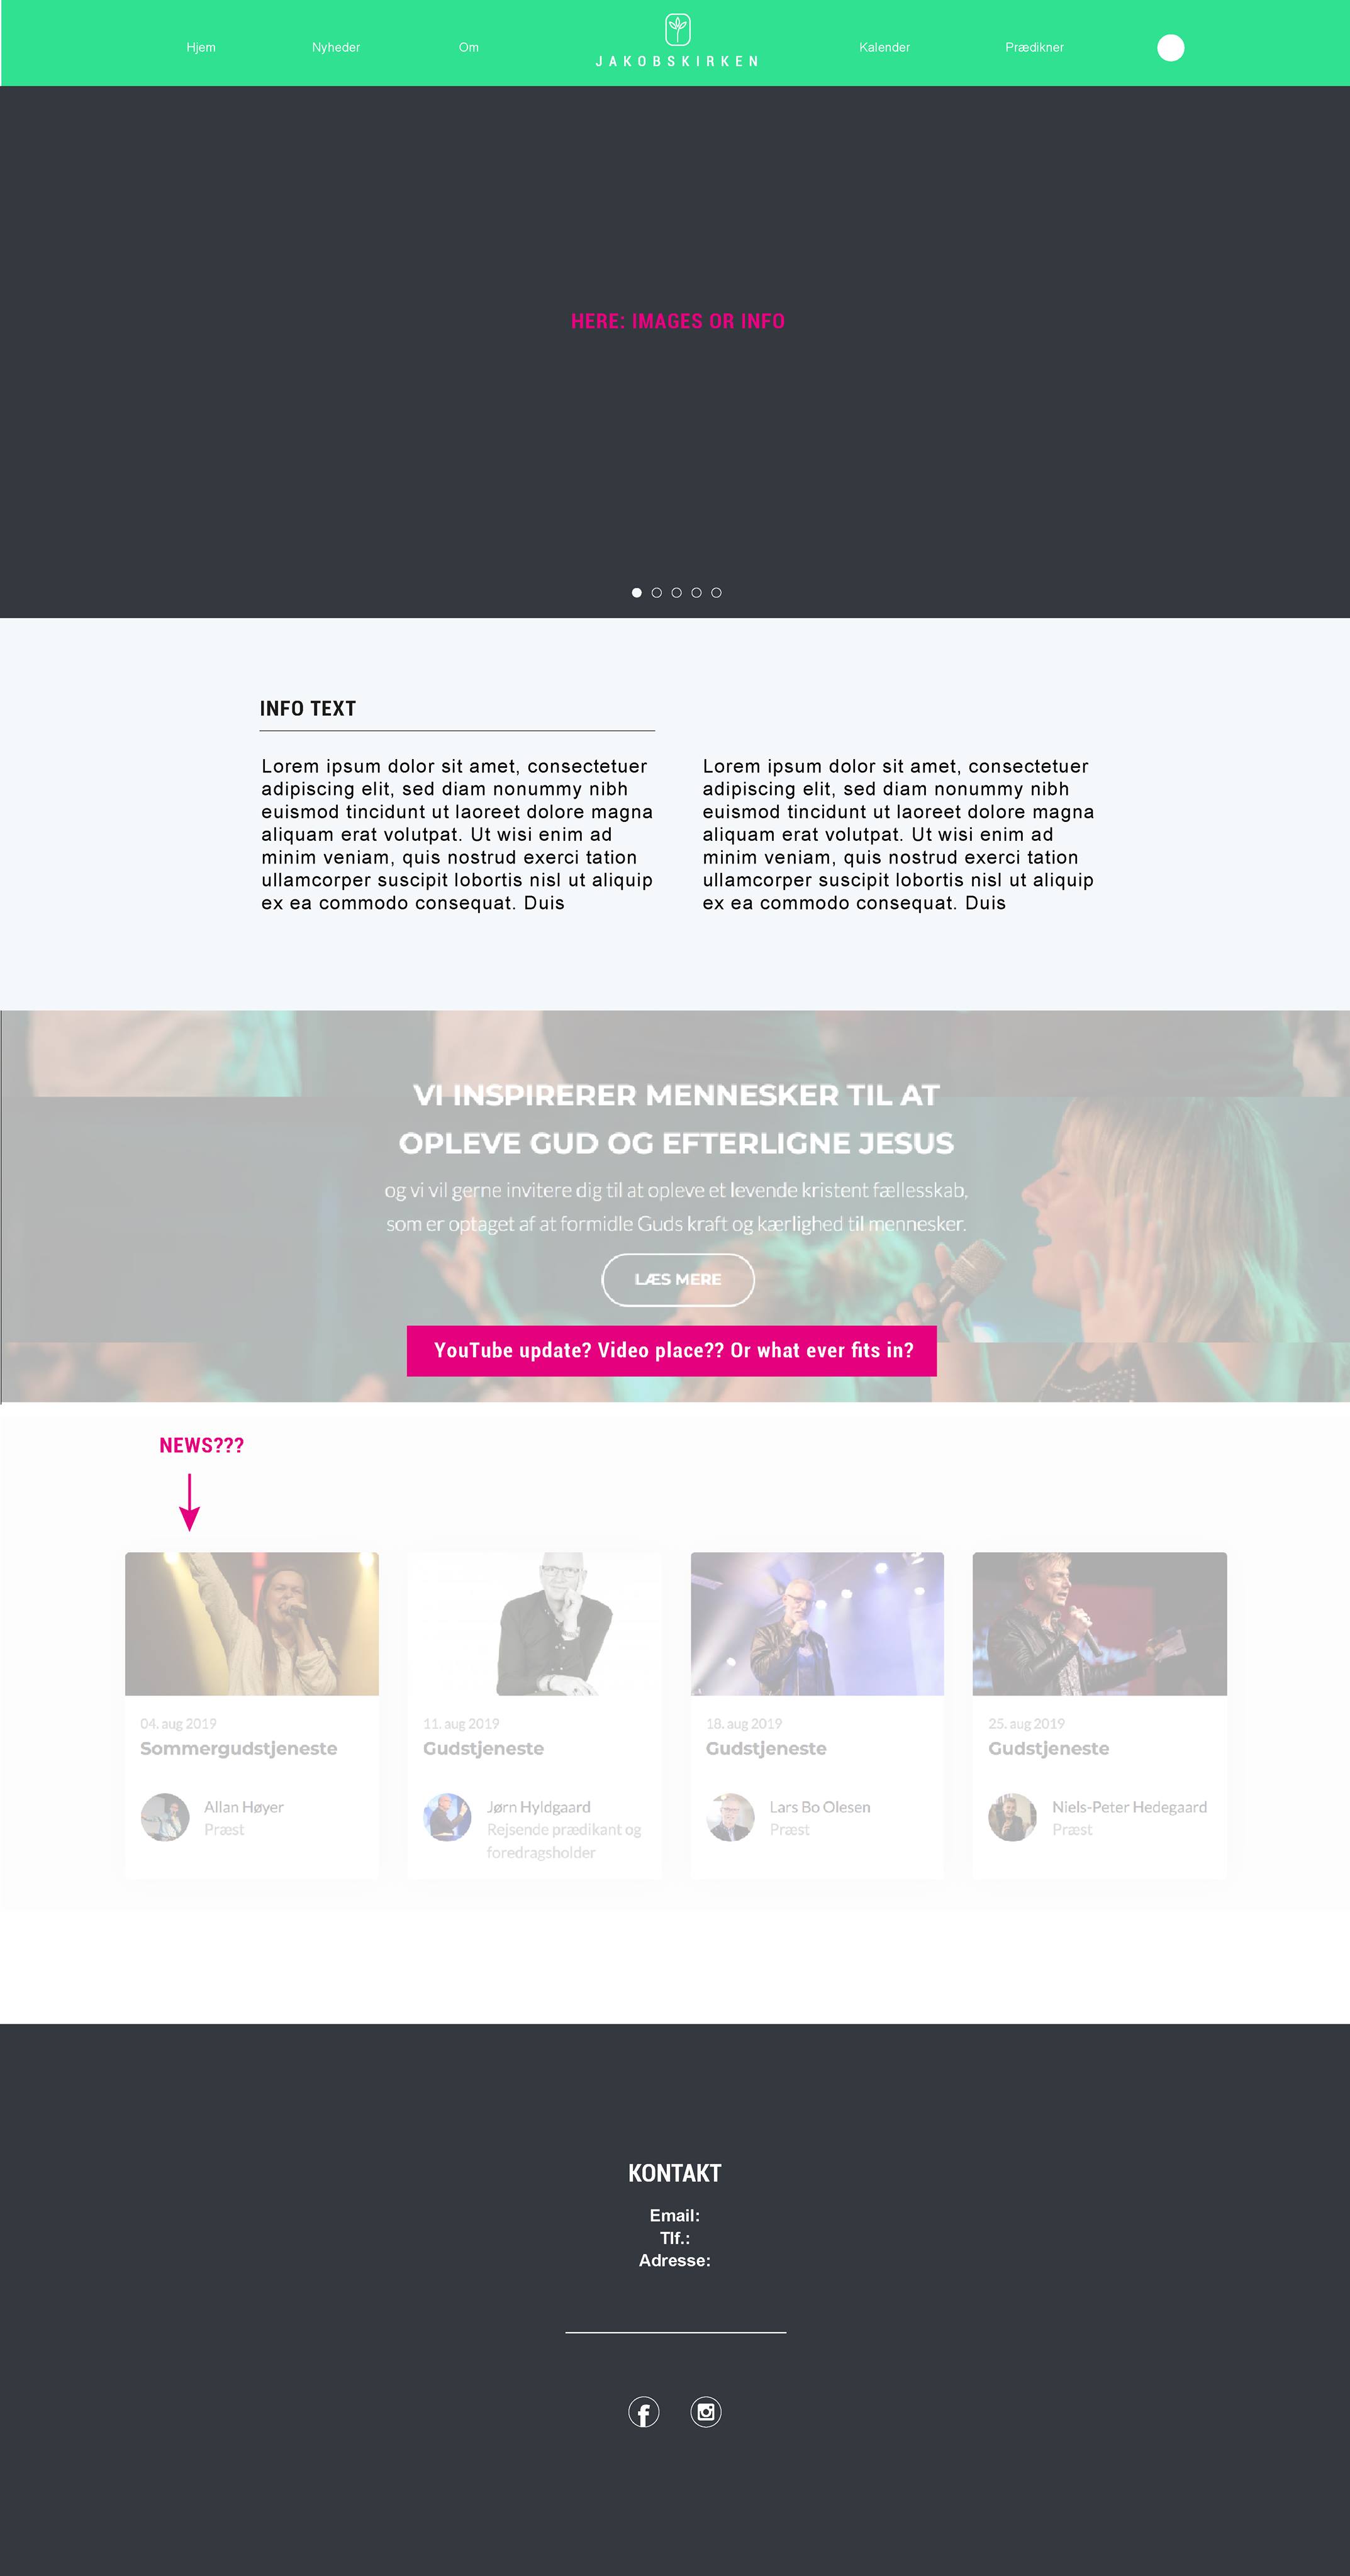 Hjem Nyheder Om JAKOBSKIRKEN Kalender Prædikner
HERE: IMAGES OR INFO
INFO TEXT
Lorem ipsum dolor sit amet, consectetuer
adipiscing elit, sed diam nonummy nibh
euismod tincidunt ut laoreet dolore magna
aliquam erat volutpat. Ut wisi enim ad
minim veniam, quis nostrud exerci tation
ullamcorper suscipit lobortis nisl ut aliquip
ex ea commodo consequat. Duis
Lorem ipsum dolor sit amet, consectetuer
adipiscing elit, sed diam nonummy nibh
euismod tincidunt ut laoreet dolore magna
aliquam erat volutpat. Ut wisi enim ad
minim veniam, quis nostrud exerci tation
ullamcorper suscipit lobortis nisl ut aliquip
ex ea commodo consequat. Duis
VI INSPIRERER MENNESKER TIL AT
OPLEVE GUD OG EFTERLIGNE JESUS
og vi vil gerne invitere dig til at opleve et levende kristent fællesskab,
som er optaget af at formidle Guds kraft og kærlighed til mennesker.
LÆS MERE
YouTube update? Video place?? Or what ever fits in?
NEWS???
04. aug 2019
Sommergudstjeneste
Allan Høyer
Præst
11. aug 2019
Gudstjeneste
Jørn Hyldgaard
Rejsende prædikant og
foredragsholder
18. aug 2019
Gudstjeneste
Lars Bo Olesen
Præst
25. aug 2019
Gudstjeneste
Niels-Peter Hedegaard
Præst
KONTAKT
Email:
Tlf.:
Adresse: